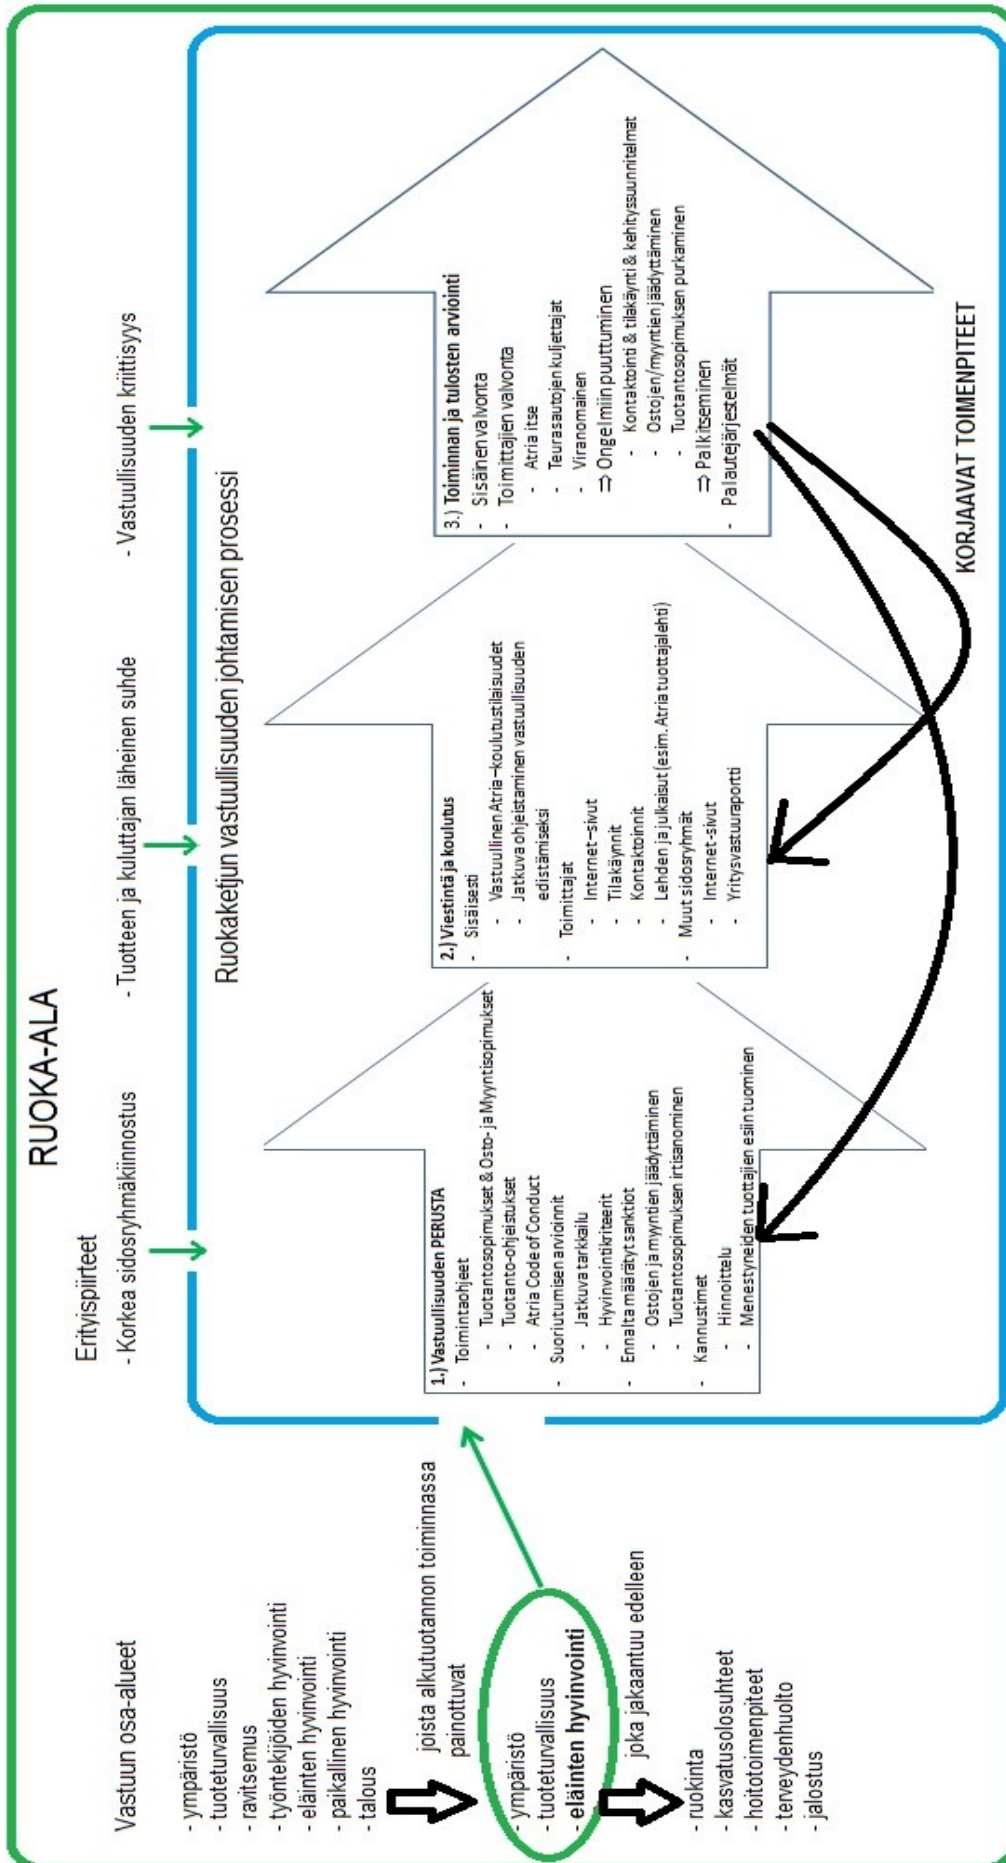 RUOKA-ALA
Vastuun osa-alueet
- ympäristö
- tuoteturvallisuus
- ravitsemus
- työntekijöiden hyvinvointi
- eläinten hyvinvointi
- paikallinen hyvinvointi
- talous
joista alkutuotannon toiminnassa
painottuvat
- ympäristö
- tuoteturvallisuus
- eläinten hyvinvointi
joka jakaantuu edelleen
- ruokinta
- kasvatusolosuhteet
- hoitotoimenpiteet
- terveydenhuolto
- jalostus
Erityispiirteet
- Korkea sidosryhmäkiinnostus
- Tuotteen ja kuluttajan läheinen suhde
- Vastuullisuuden kriittisyys
Ruokaketjun vastuullisuuden johtamisen prosessi
1.) Vastuullisuuden PERUSTA
- Toimintaohjeet
- Tuotantosopimukset & Osto- ja Myyntisopimukset
- Tuotanto-ohjeistukset
- Atria Code of Conduct
- Suoriutumisen arvioinnit
- Jatkuva tarkkailu
- Hyvinvointikriteerit
- Ennalta määrätyt sanktiot
- Ostojen ja myyntien jäädyttäminen
- Tuotantosopimuksen irtisanominen
- Kannustimet
- Hinnoittelu
- Menestyneiden tuottajien esiintuominen
2.) Viestintä ja koulutus
- Sisäisesti
- Vastuullinen Atria –koulutustilaisuudet
- Jatkuva ohjeistaminen vastuullisuuden
edistämiseksi
- Toimittajat
- Internet–sivut
- Tilakäynnit
- Kontaktoinnit
- Lehden ja julkaisut (esim. Atria tuottajalehti)
- Muut sidosryhmät
- Internet-sivut
- Yritysvastuuraportti
3.) Toiminnan ja tulosten arviointi
- Sisäinen valvonta
- Toimittajien valvonta
- Atria itse
- Teurasautojen kuljettajat
- Viranomainen
⇒ Ongelmiin puuttuminen
- Kontaktointi & tilakäynti & kehityssuunnitelmat
- Ostojen/myyntien jäädyttäminen
- Tuotantosopimuksen purkaminen
⇒ Palkitseminen
- Palautejärjestelmät
KORJAAVAT TOIMENPITEET